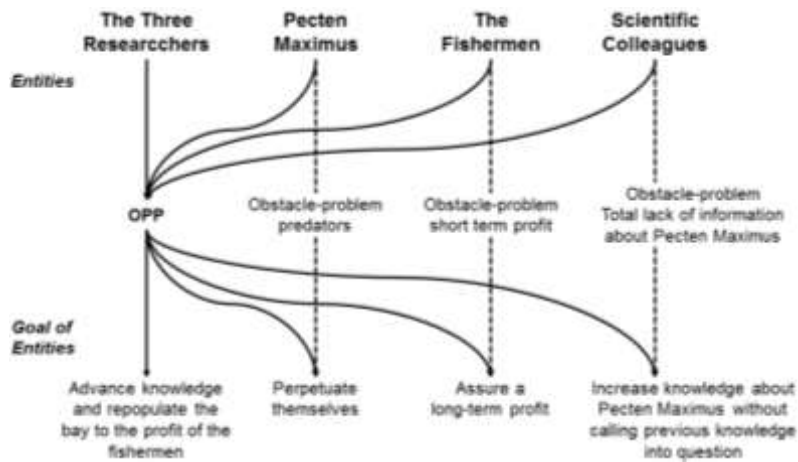 The Three
Researcchers
Pecten
Maximus
The
Fishermen
Scientific
Colleagues
Entities
OPP
Obstacle-problem
predators
Obstacle-problem
short term profit
Obstacle-problem
Total lack of information
about Pecten Maximus
Goal of
Entities
Advance knowledge
and repopulate the
bay to the profit of the
fishermen
Perpetuate
themselves
Assure a
long-term profit
Increase knowledge about
Pecten Maximus without
calling previous knowledge
into question